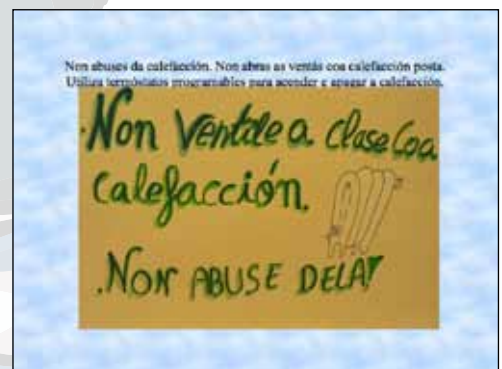 Non abuses da calefacción. Non abras as ventás coa calefacción posta.
Utiliza termóstatos programables para acender e apagar a calefacción.
.Non Ventile a clase Coa
Calefacción.
.NON ABUSE DELA!